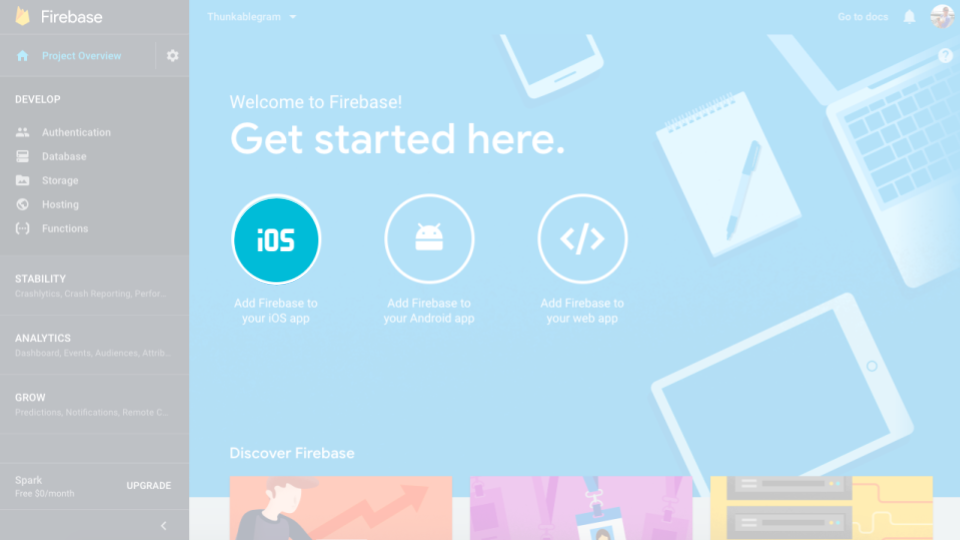 Firebase
Thunkablegram
Go to docs
Project Overview
?
DEVELOP
Authentication
Database
Storage
Hosting
Functions
STABILITY
Crashlytics, Crash Reporting, Perfor...
ANALYTICS
Dashboard, Events, Audiences, Attrib...
GROW
Predictions, Notifications, Remote C...
Spark
Free $0/month
UPGRADE
Welcome to Firebase!
Get started here.
iOS
Add Firebase to
your iOS app
Add Firebase to
your Android app
Add Firebase to
your web app
Discover Firebase